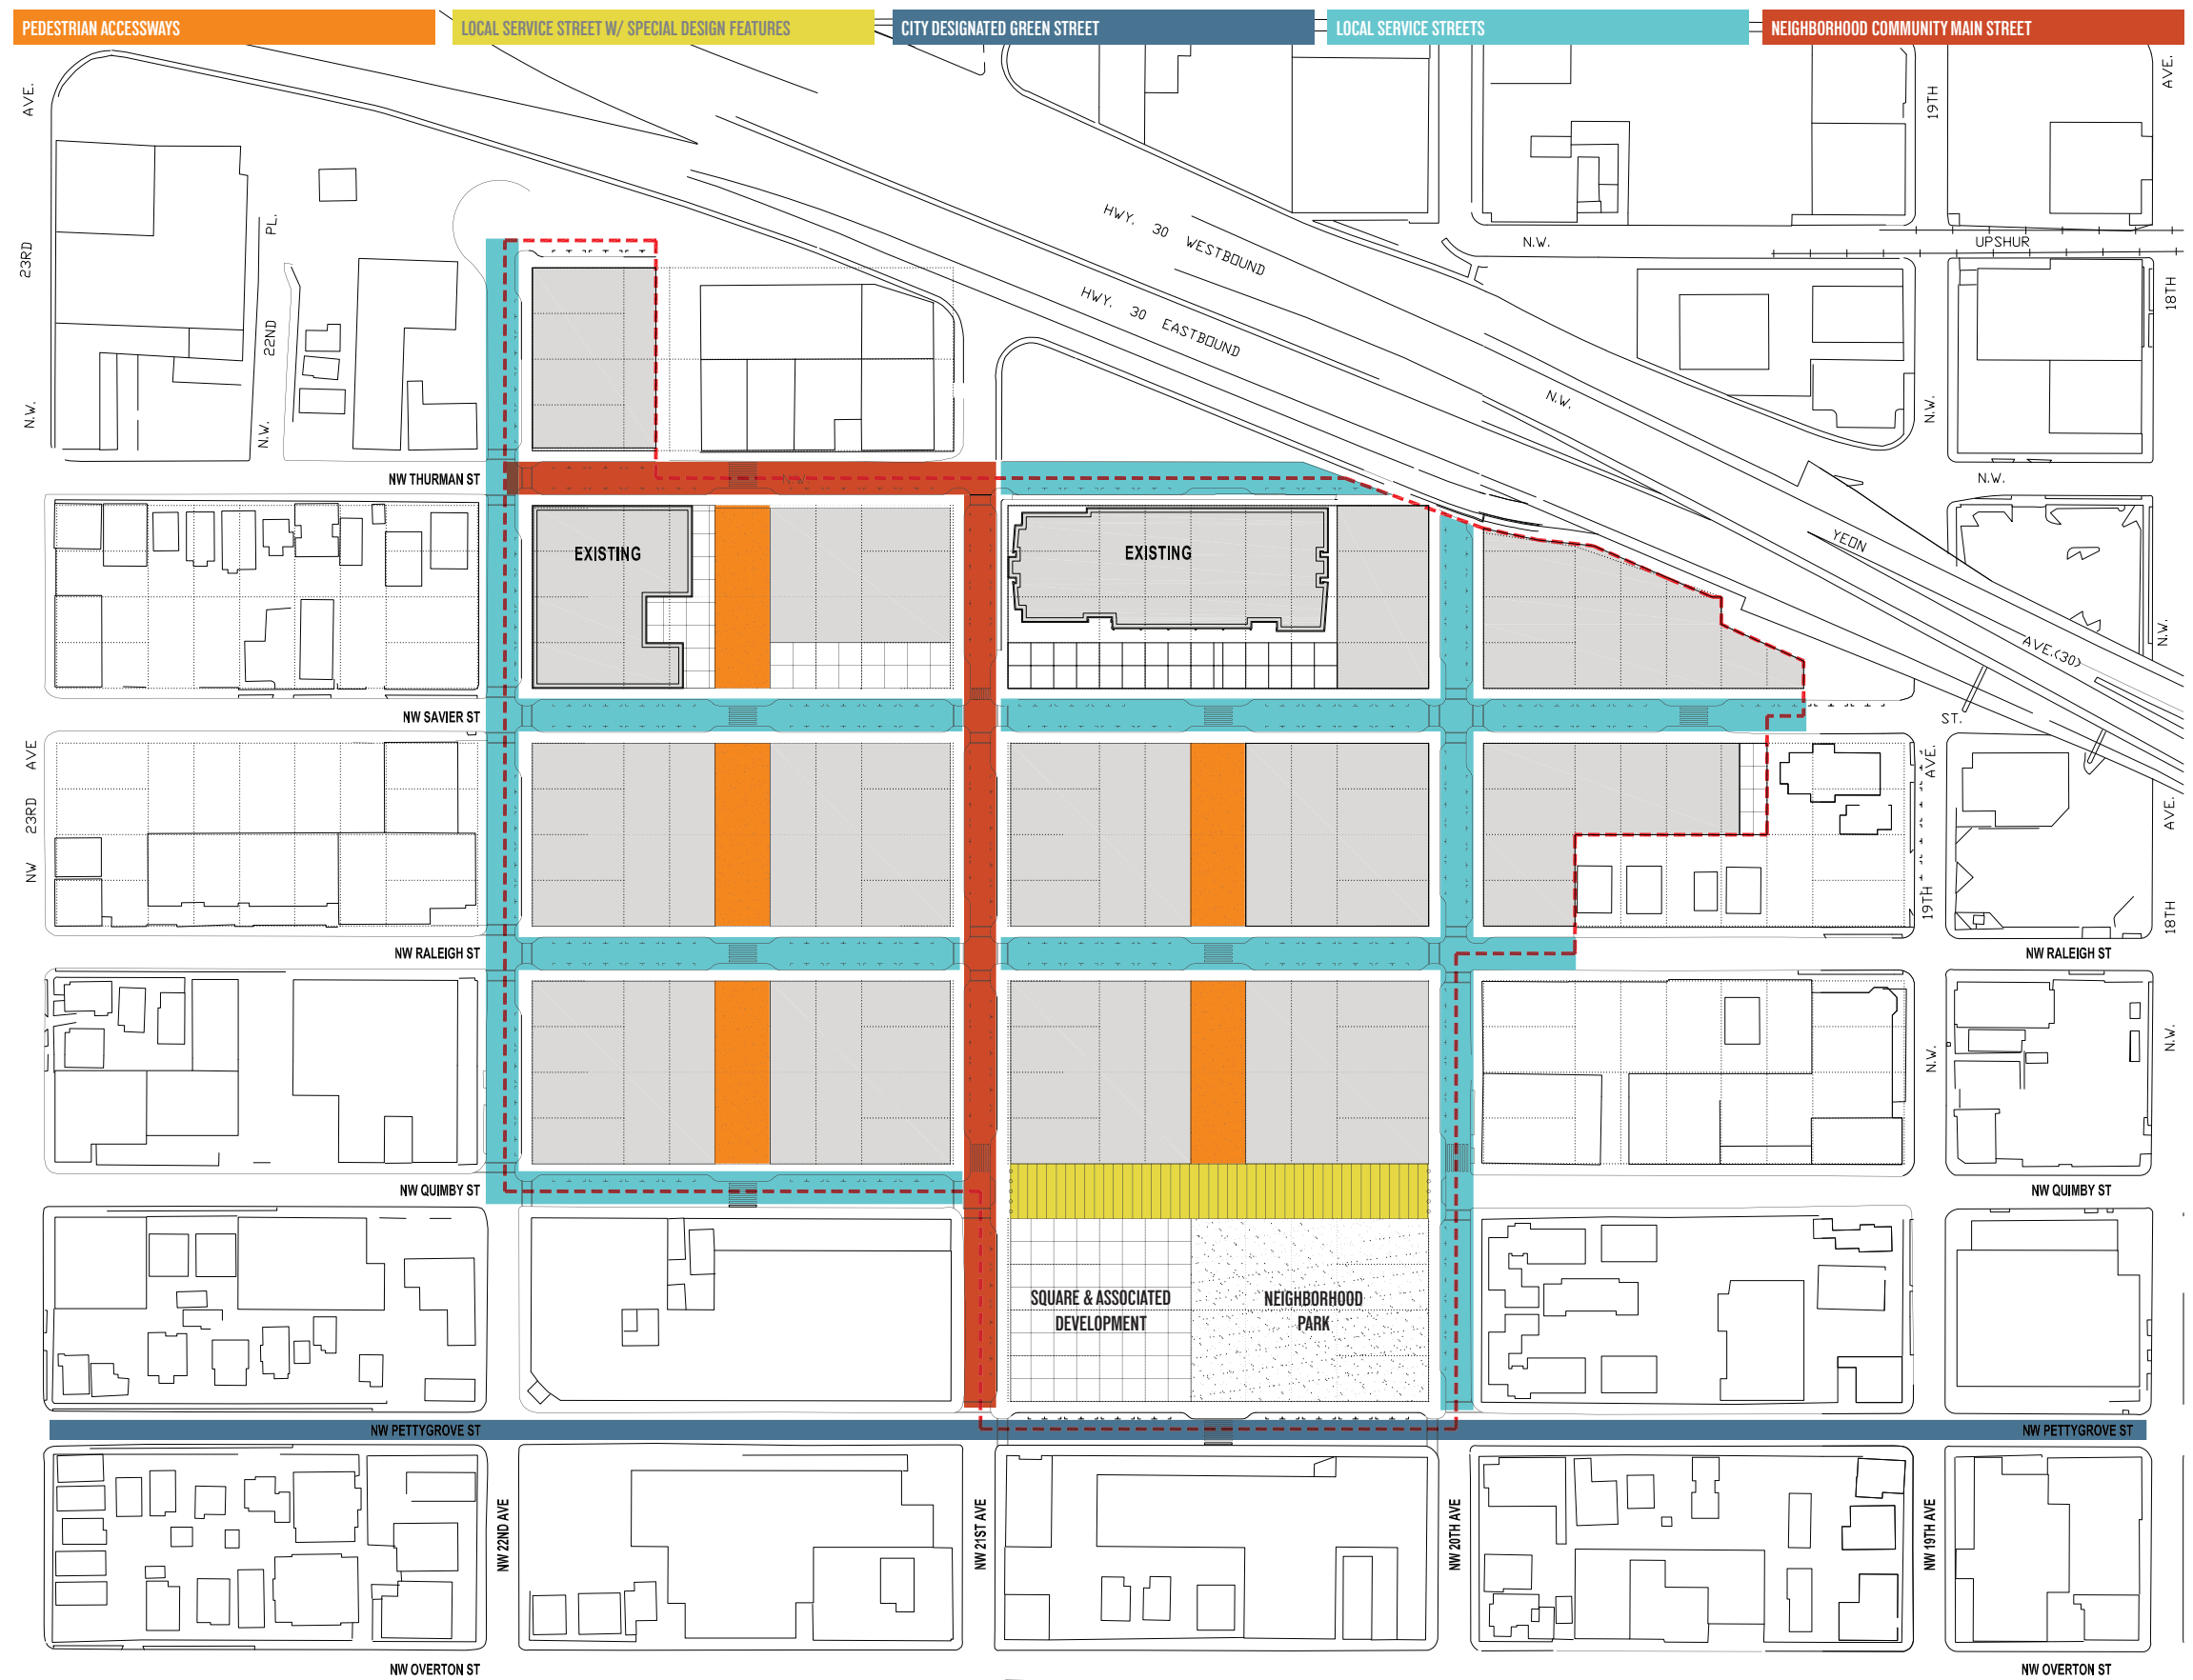 PEDESTRIAN ACCESSWAYS
LOCAL SERVICE STREET W/ SPECIAL DESIGN FEATURES
CITY DESIGNATED GREEN STREET
LOCAL SERVICE STREETS
NEIGHBORHOOD COMMUNITY MAIN STREET
AVE.
23RD
N.W.
PL.
22ND
N.W.
HWY. 30 WESTBOUND
HWY. 30 EASTBOUND
N.W.
YEON
AVE.(30)
N.W.
UPSHUR
19TH
N.W.
AVE.
18TH
N.W.
NW THURMAN ST
N.W.
N.W.
EXISTING
EXISTING
NW SAVIER ST
ST.
NW 23RD AVE
AVE.
19TH
N.W.
AVE.
18TH
N.W.
NW RALEIGH ST
NW RALEIGH ST
NW QUIMBY ST
NW QUIMBY ST
SQUARE & ASSOCIATED
DEVELOPMENT
NEIGHBORHOOD
PARK
NW PETTYGROVE ST
NW PETTYGROVE ST
NW 22ND AVE
NW 21ST AVE
NW 20TH AVE
NW 19TH AVE
NW OVERTON ST
NW OVERTON ST